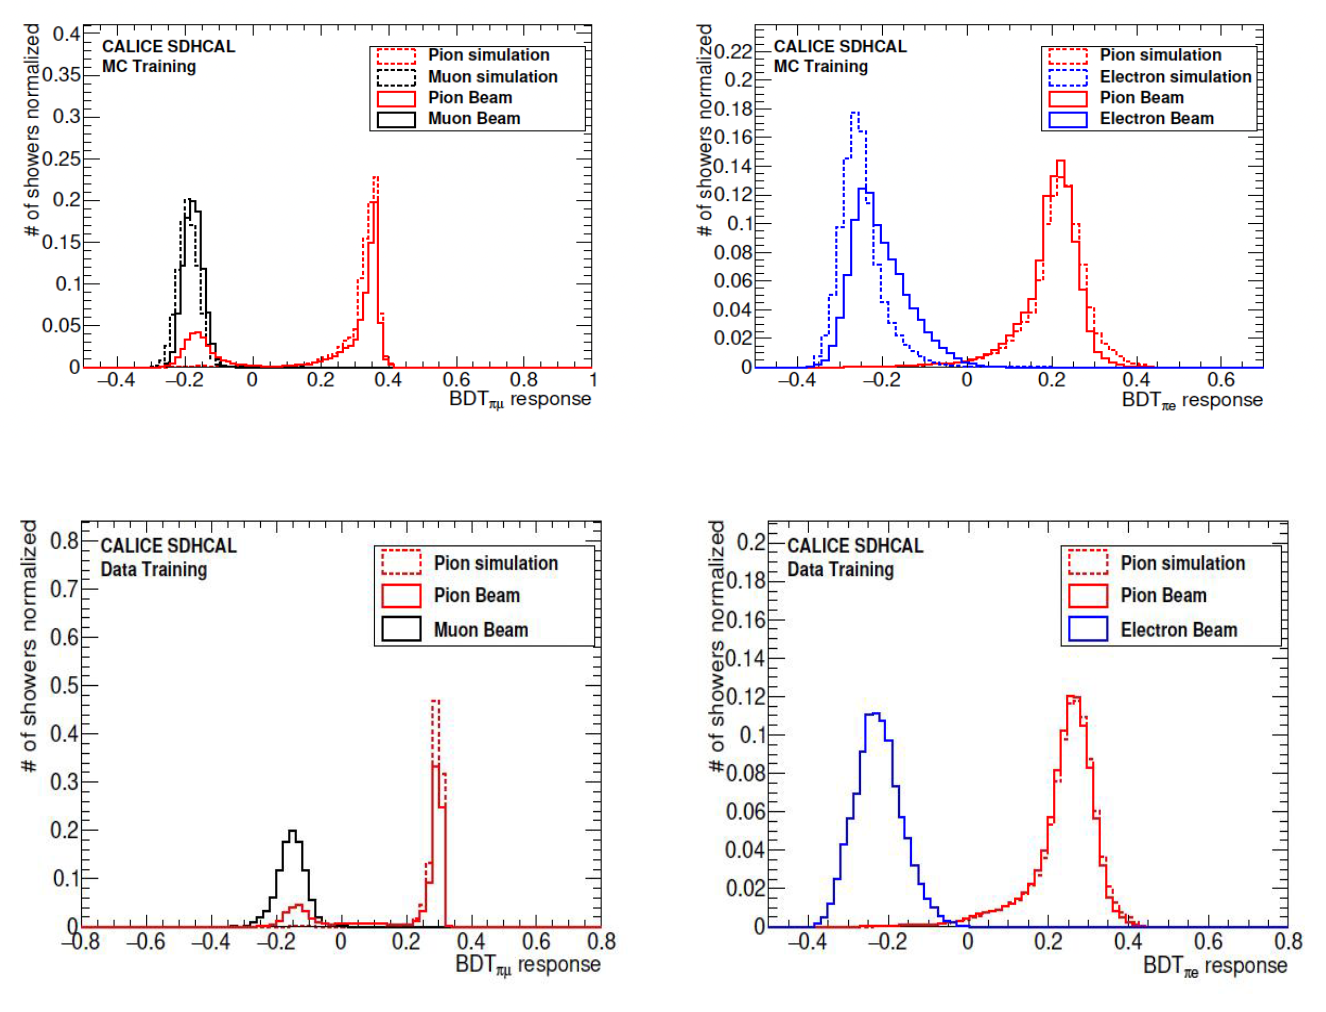 CALICE SDHCAL
MC Training
Pion simulation
Muon simulation
Pion Beam
Muon Beam
# of showers normalized
0.4
0.35
0.3
0.25
0.2
0.15
0.1
0.05
0
−0.4 −0.2 0 0.2 0.4 0.6 0.8 1
BDTπμ response
CALICE SDHCAL
MC Training
Pion simulation
Electron simulation
Pion Beam
Electron Beam
# of showers normalized
0.22
0.2
0.18
0.16
0.14
0.12
0.1
0.08
0.06
0.04
0.02
0
−0.4 −0.2 0 0.2 0.4 0.6
BDTπe response
CALICE SDHCAL
Data Training
Pion simulation
Pion Beam
Muon Beam
# of showers normalized
0.8
0.7
0.6
0.5
0.4
0.3
0.2
0.1
0
−0.8 −0.6 −0.4 −0.2 0 0.2 0.4 0.6 0.8
BDTπμ response
CALICE SDHCAL
Data Training
Pion simulation
Pion Beam
Electron Beam
# of showers normalized
0.2
0.18
0.16
0.14
0.12
0.1
0.08
0.06
0.04
0.02
0
−0.4 −0.2 0 0.2 0.4 0.6 0.8
BDTπe response